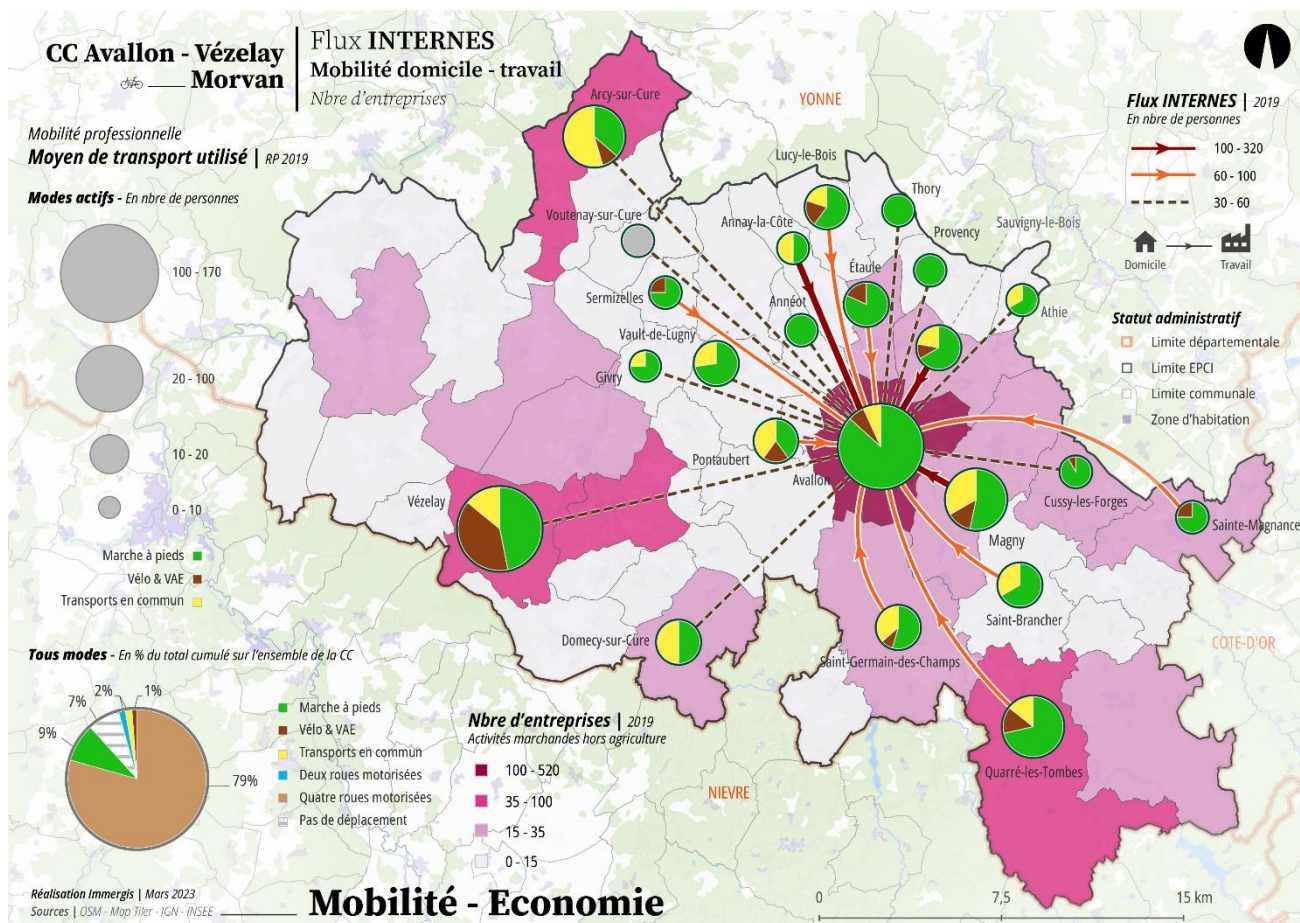 CC Avallon - Vézelay
Morvan
Flux INTERNES
Mobilité domicile - travail
Nbre d'entreprises
Mobilité professionnelle
Moyen de transport utilisé | RP 2019
Modes actifs - En nbre de personnes
100 - 170
20 - 100
10 - 20
0 - 10
Marche à pieds
Vélo & VAE
Transports en commun
Tous modes - En % du total cumulé sur l'ensemble de la CC
2%
1%
7%
9%
79%
Marche à pieds
Vélo & VAE
Transports en commun
Deux roues motorisées
Quatre roues motorisées
Pas de déplacement
Nbre d'entreprises | 2019
Activités marchandes hors agriculture
100 - 520
35 - 100
15 - 35
0 - 15
Flux INTERNES | 2019
En nbre de personnes
100 - 320
60 - 100
30 - 60
Domicile
Travail
Statut administratif
Limite départementale
Limite EPCI
Limite communale
Zone d'habitation
YONNE
Arcy-sur-Cure
Lucy-le-Bois
Thory
Voutenay-sur-Cure
Annay-la-Côte
Provency
Sauvigny-le-Bois
Étaule
Sermizelles
Annéot
Athie
Vault-de-Lugny
Givry
Pontaubert
Avallon
Cussy-les-Forges
Vézelay
Magny
Sainte-Magnance
Saint-Brancher
Domecy-sur-Cure
Saint-Germain-des-Champs
COTE-D'OR
Quarré-les-Tombes
NIEVRE
Réalisation Immergis | Mars 2023
Sources | OSM - Map Tiler - IGN - INSEE
Mobilité - Economie
0
7,5
15 km